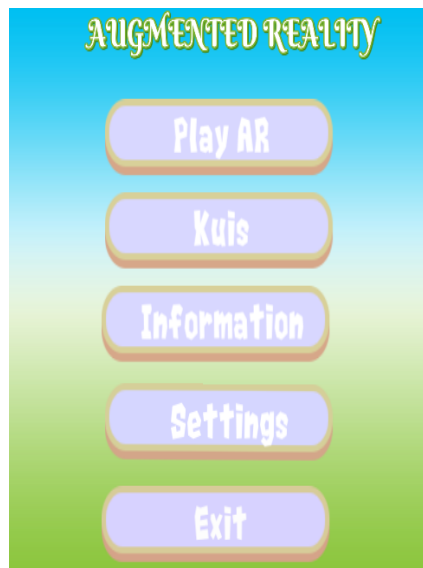 AUGMENTED REALITY
Play AR
Kuis
Information
Settings
Exit